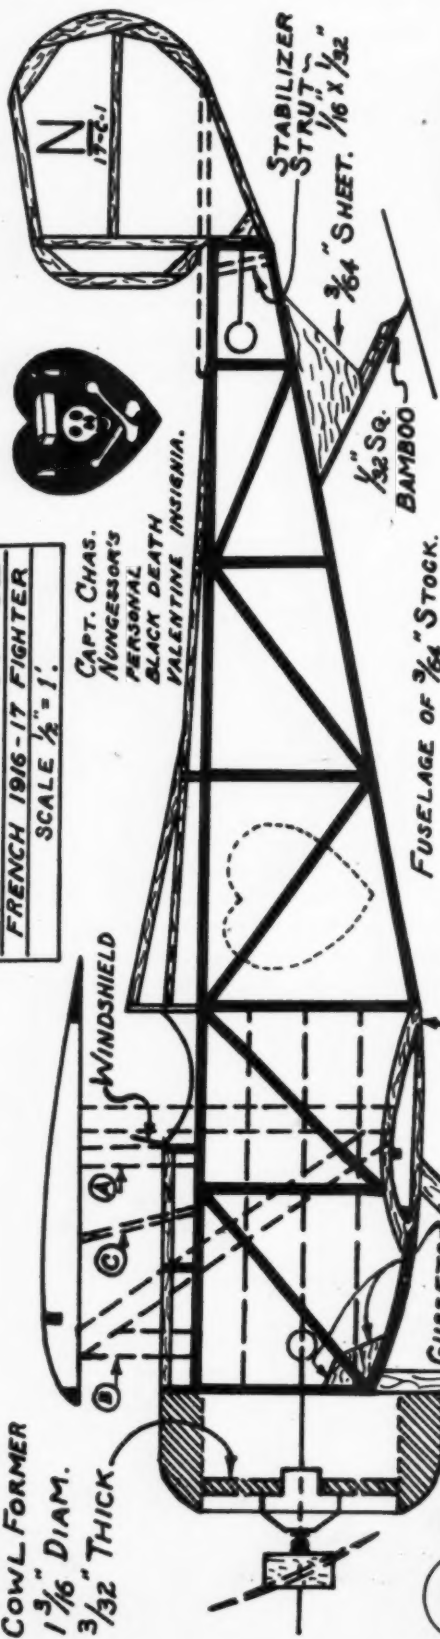 FRENCH 1916-17 FIGHTER
SCALE 1/2" = 1'.
COWL FORMER
1 3/16" DIAM.
3/32" THICK
B
C
A
WINDSHIELD
CAPT. CHAS.
NUNGESSOR'S
PERSONAL
BLACK DEATH
VALENTINE INSIGNIA.
N
17-C-1
STABILIZER
STRUT ~
1/16" X 1/32"
3/64" SHEET.
1/32" SQ.
BAMBOO
FUSELAGE OF 3/64" STOCK.